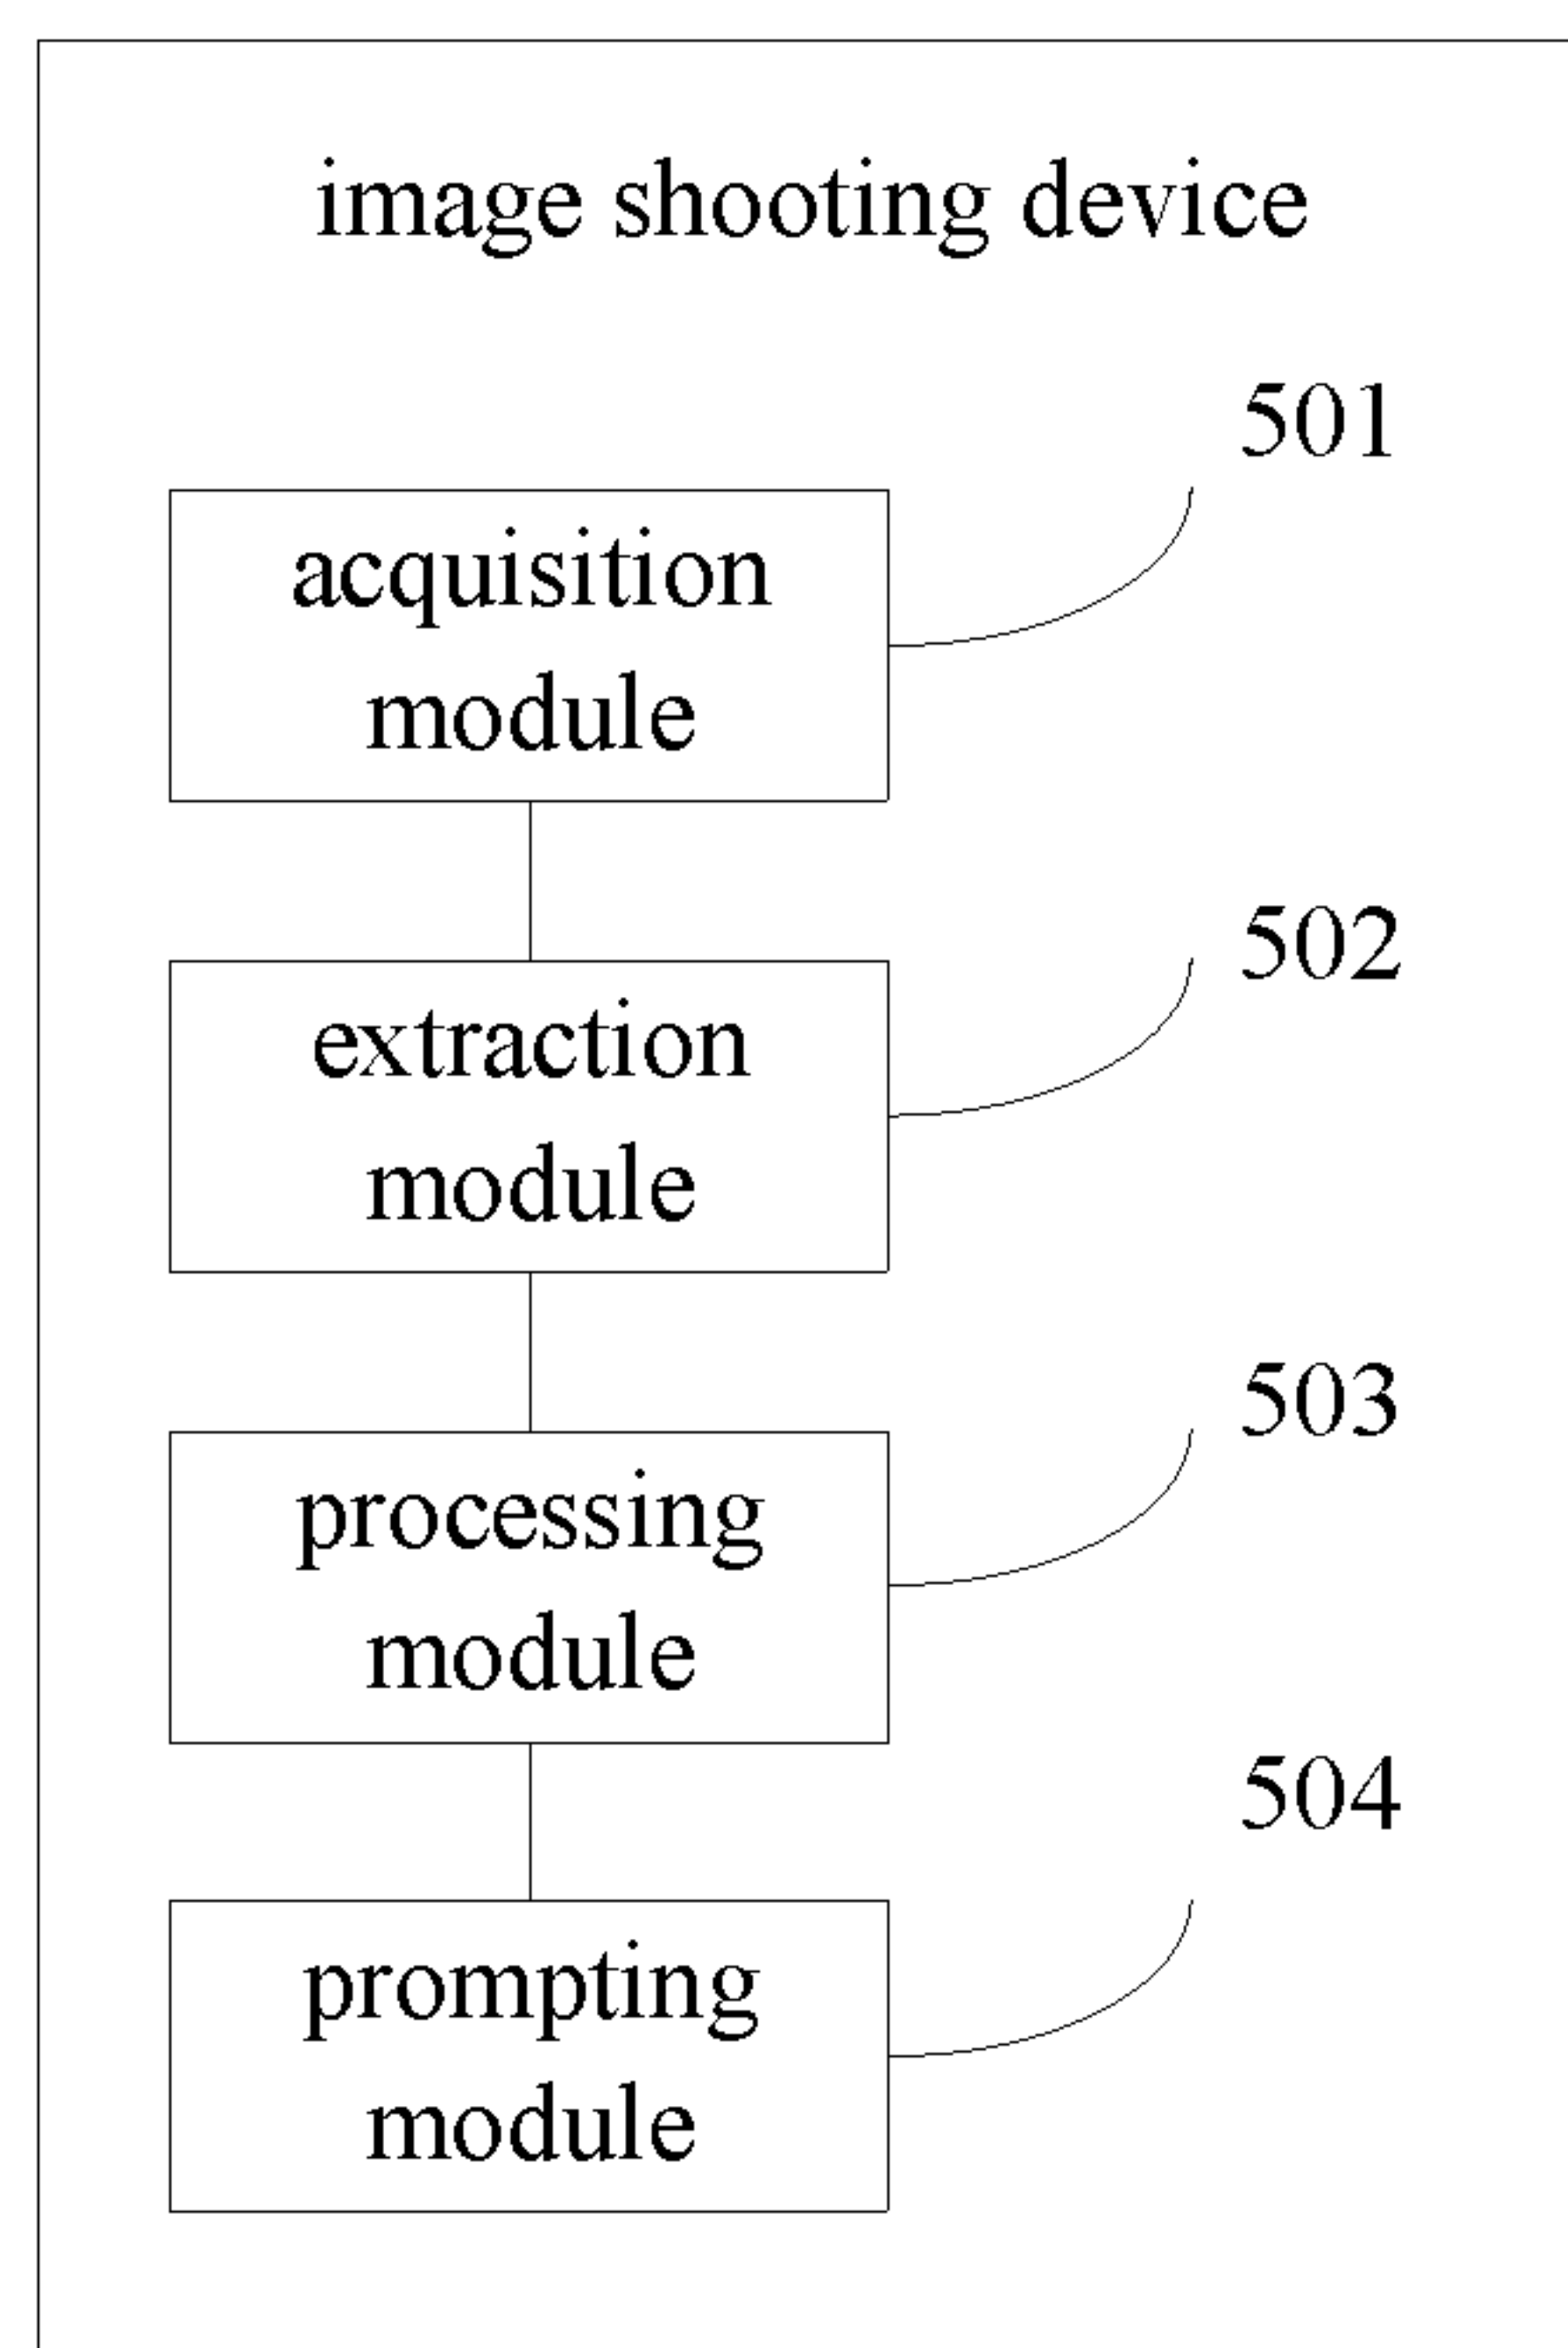 image shooting device
501
acquisition
module
502
extraction
module
503
processing
module
504
prompting
module